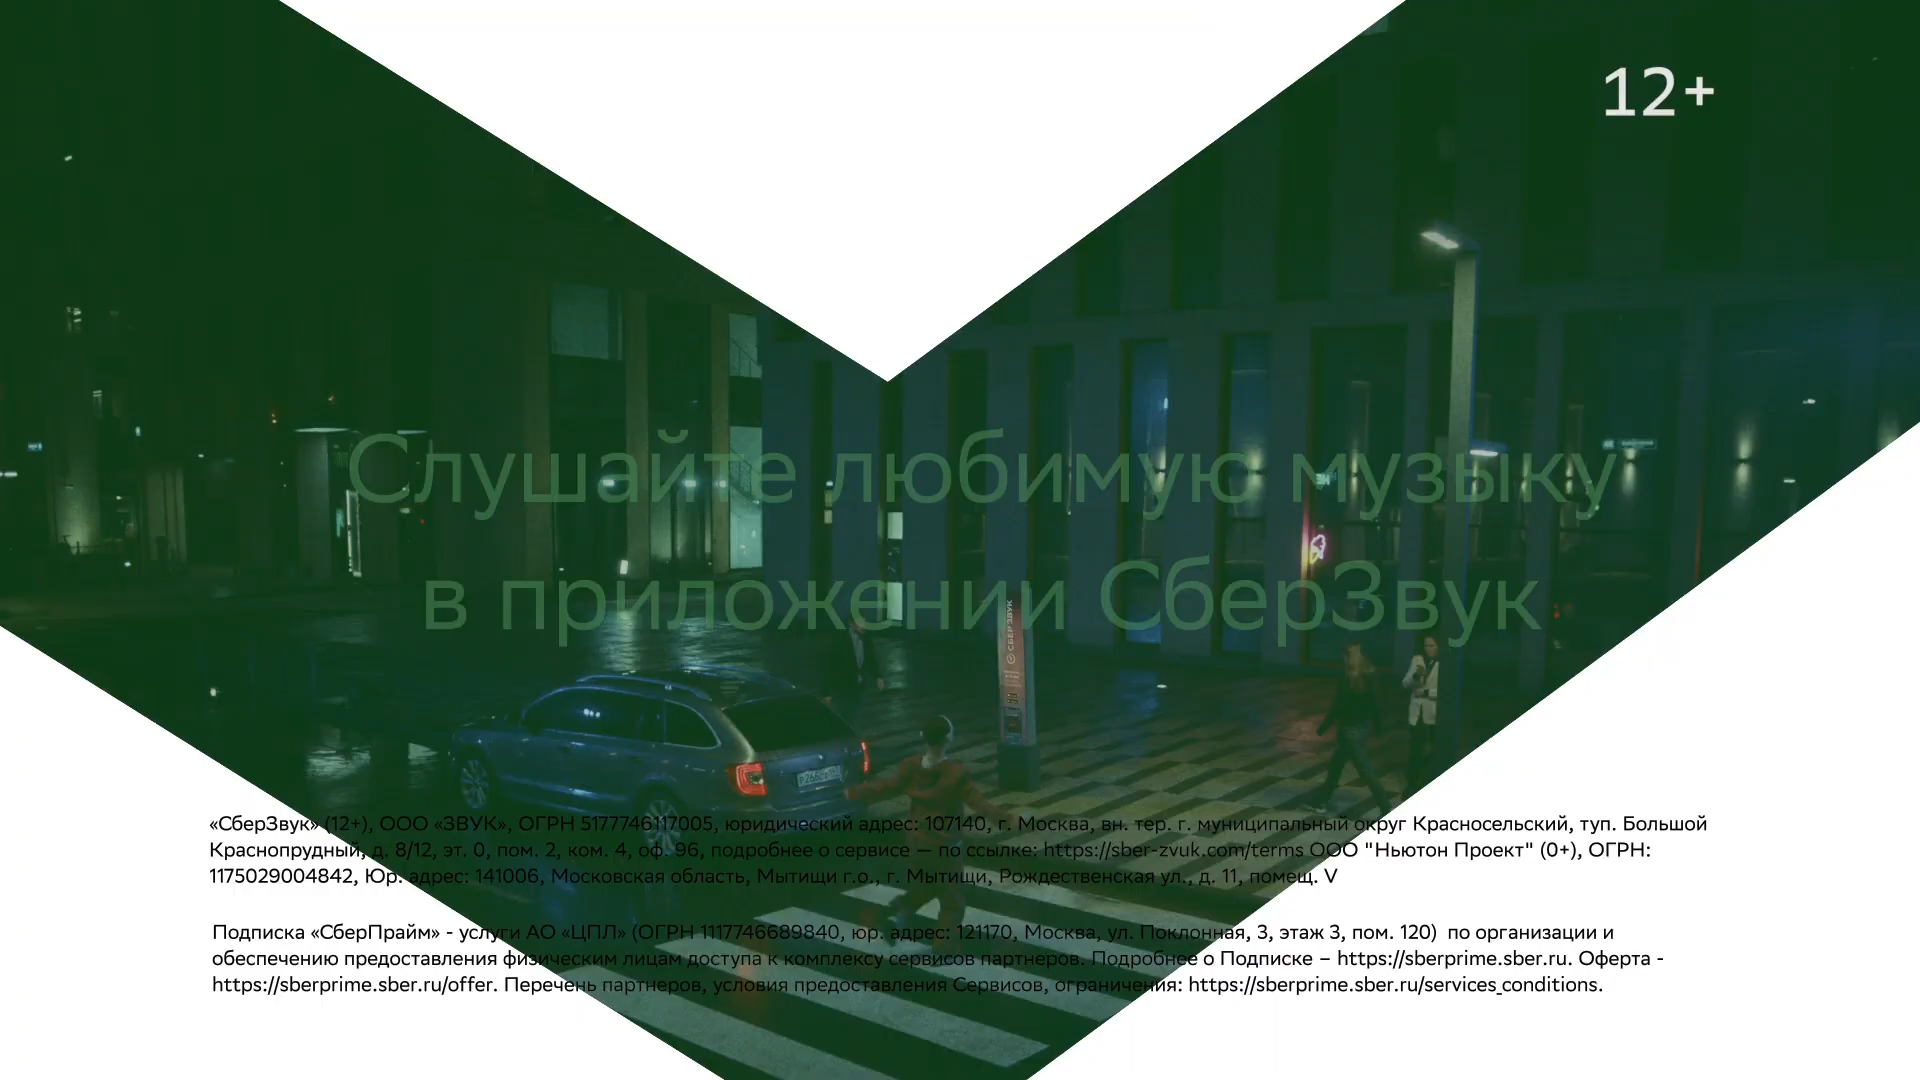 12+
Слушайте любимую музыку
в приложении СберЗвук
СБЕР ЗВУК
«СберЗвук» (12+), ООО «ЗВУК», ОГРН 5177746117005, юридический адрес: 107140, г. Москва, вн. тер. г. муниципальный округ Красносельский, туп. Большой
Краснопрудный, д. 8/12, эт. 0, пом. 2, ком. 4, оф. 96, подробнее о сервисе — по ссылке: https://sber-zvuk.com/terms ООО "Ньютон Проект" (0+), ОГРН:
1175029004842, Юр. адрес: 141006, Московская область, Мытищи г.о., г. Мытищи, Рождественская ул., д. 11, помещ. V
Подписка «СберПрайм» - услуги АО «ЦПЛ» (ОГРН 1117746689840, юр. адрес: 121170, Москва, ул. Поклонная, 3, этаж 3, пом. 120) по организации и
обеспечению предоставления физическим лицам доступа к комплексу сервисов партнеров. Подробнее о Подписке – https://sberprime.sber.ru. Оферта -
https://sberprime.sber.ru/offer. Перечень партнеров, условия предоставления Сервисов, ограничения: https://sberprime.sber.ru/services_conditions.